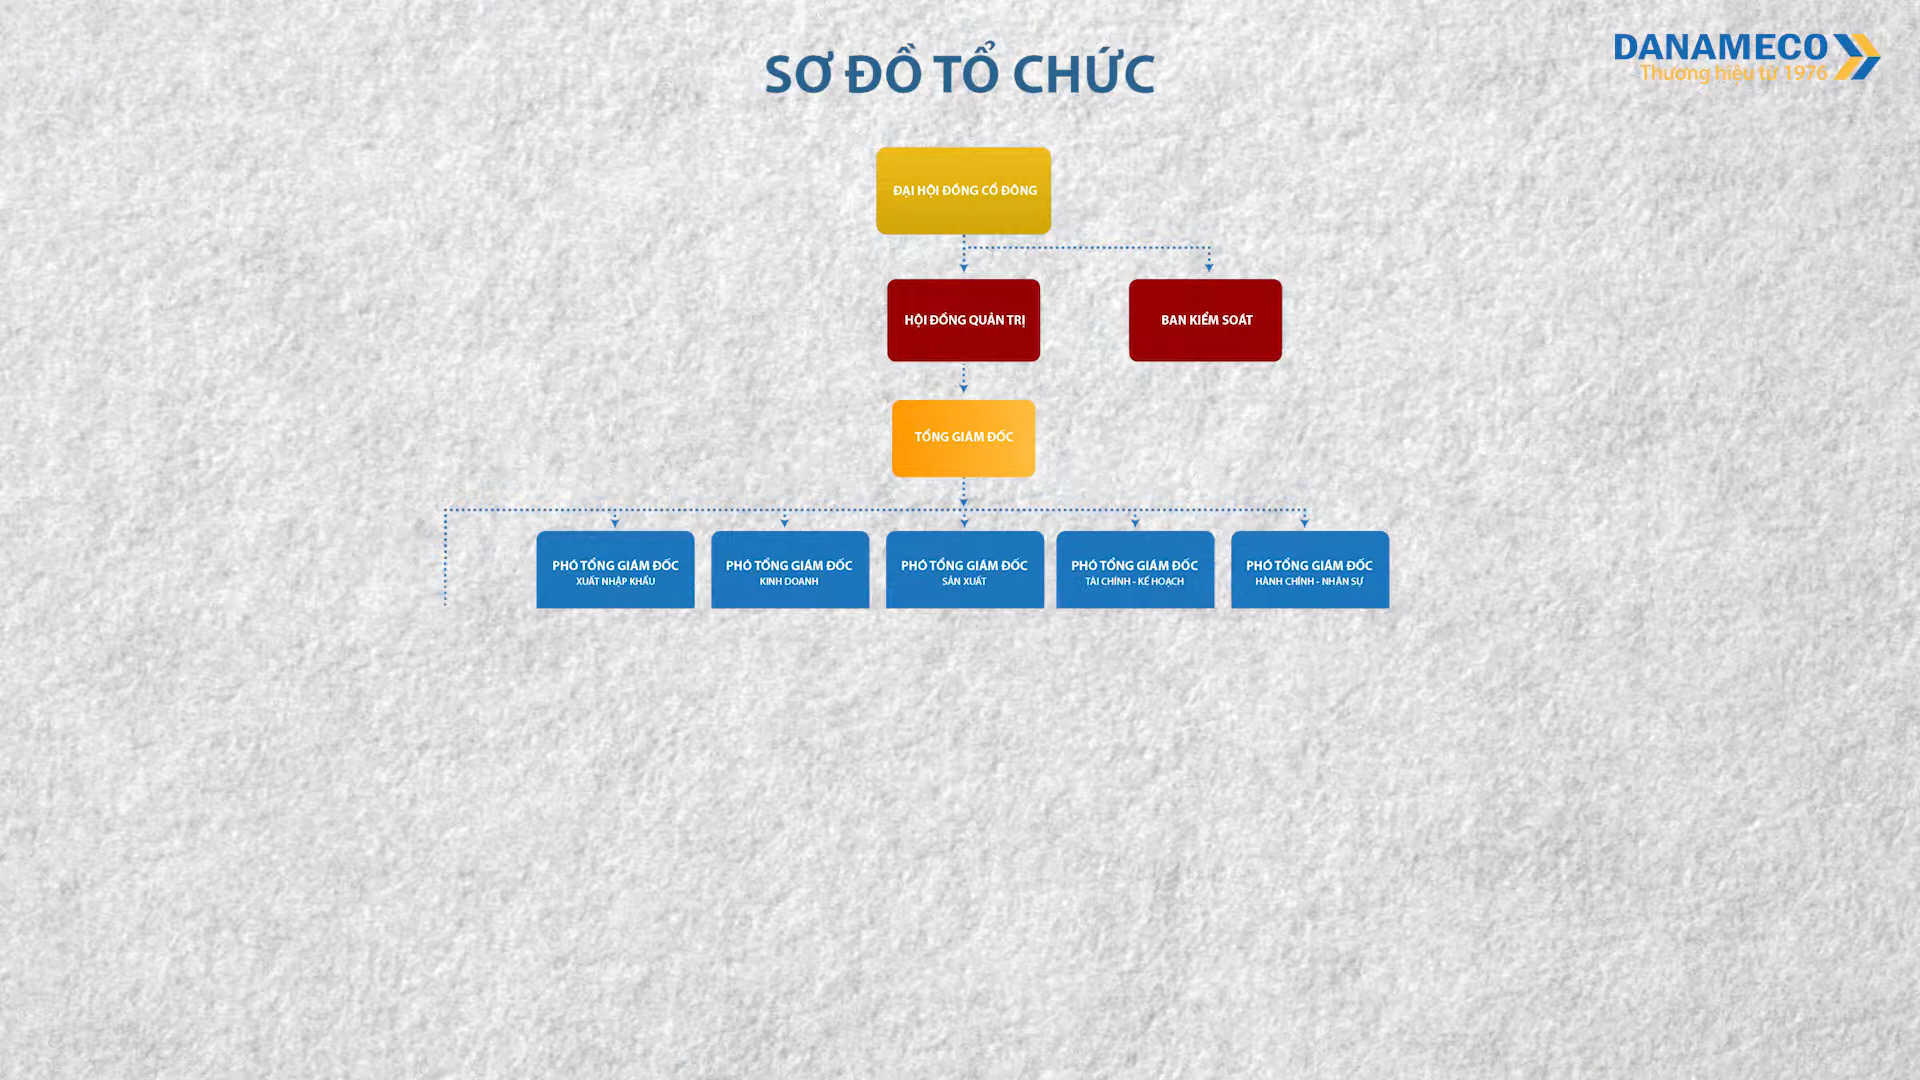 SƠ ĐỒ TỔ CHỨC
DANAMECO
Thương hiệu từ 1976
ĐẠI HỘI ĐỒNG CỔ ĐÔNG
HỘI ĐỒNG QUẢN TRỊ
BAN KIỂM SOÁT
TỔNG GIÁM ĐỐC
PHÓ TỔNG GIÁM ĐỐC
XUẤT NHẬP KHẨU
PHÓ TỔNG GIÁM ĐỐC
KINH DOANH
PHÓ TỔNG GIÁM ĐỐC
SẢN XUẤT
PHÓ TỔNG GIÁM ĐỐC
TÀI CHÍNH - KẾ HOẠCH
PHÓ TỔNG GIÁM ĐỐC
HÀNH CHÍNH - NHÂN SỰ